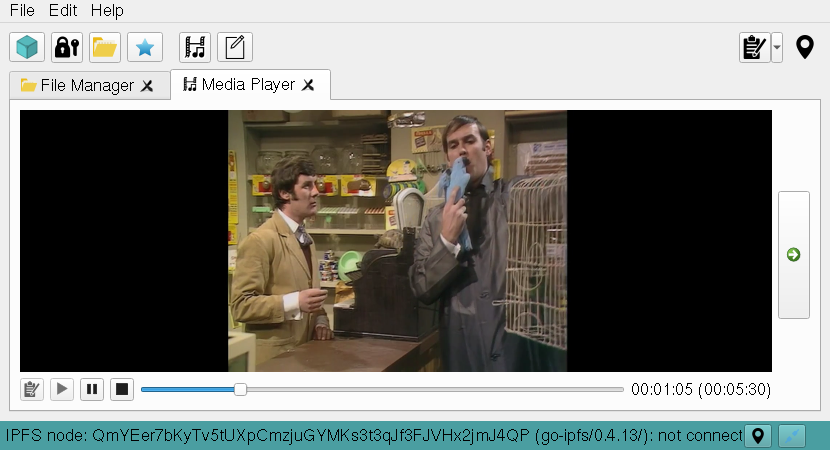 File Edit Help
File Manager
Media Player
00:01:05 (00:05:30)
IPFS node: QmYEer7bKyTv5tUXpCmzjuGYMKs3t3qJf3FJVHx2jmJ4QP (go-ipfs/0.4.13/): not connect